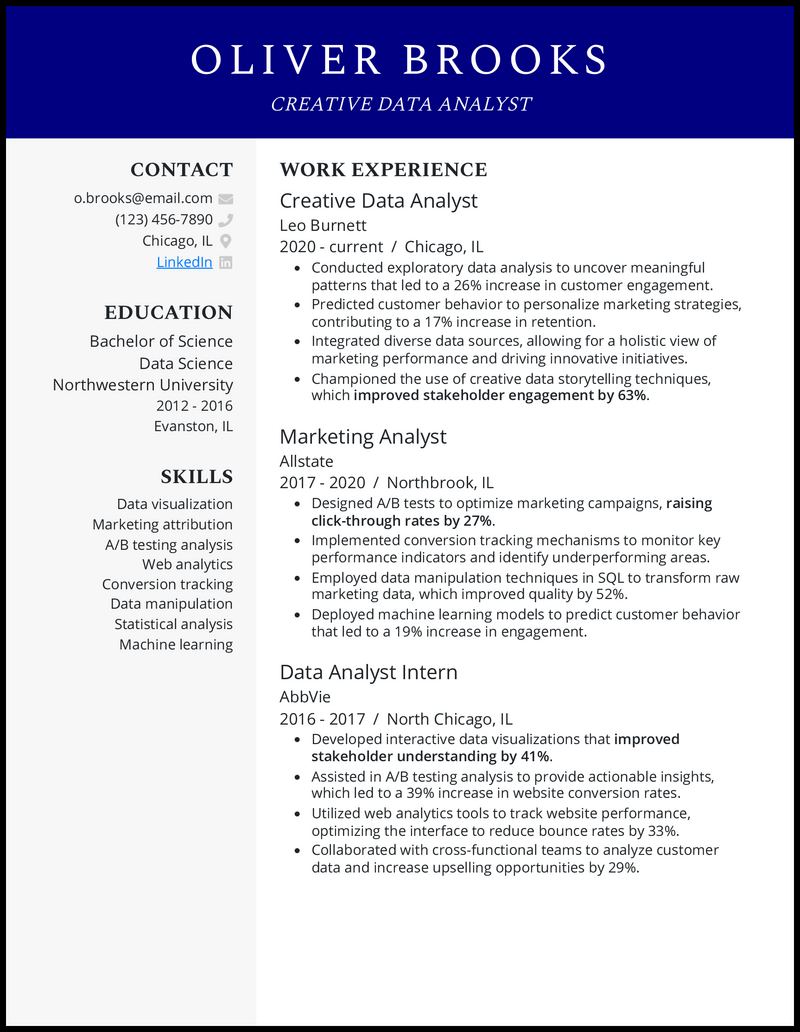 OLIVER BROOKS
CREATIVE DATA ANALYST
CONTACT
o.brooks@email.com
(123) 456-7890
Chicago, IL
LinkedIn
EDUCATION
Bachelor of Science
Data Science
Northwestern University
2012 - 2016
Evanston, IL
SKILLS
Data visualization
Marketing attribution
A/B testing analysis
Web analytics
Conversion tracking
Data manipulation
Statistical analysis
Machine learning
WORK EXPERIENCE
Creative Data Analyst
Leo Burnett
2020 - current / Chicago, IL
• Conducted exploratory data analysis to uncover meaningful
patterns that led to a 26% increase in customer engagement.
• Predicted customer behavior to personalize marketing strategies,
contributing to a 17% increase in retention.
• Integrated diverse data sources, allowing for a holistic view of
marketing performance and driving innovative initiatives.
• Championed the use of creative data storytelling techniques,
which improved stakeholder engagement by 63%.
Marketing Analyst
Allstate
2017 - 2020 / Northbrook, IL
• Designed A/B tests to optimize marketing campaigns, raising
click-through rates by 27%.
• Implemented conversion tracking mechanisms to monitor key
performance indicators and identify underperforming areas.
• Employed data manipulation techniques in SQL to transform raw
marketing data, which improved quality by 52%.
• Deployed machine learning models to predict customer behavior
that led to a 19% increase in engagement.
Data Analyst Intern
AbbVie
2016 - 2017 / North Chicago, IL
• Developed interactive data visualizations that improved
stakeholder understanding by 41%.
• Assisted in A/B testing analysis to provide actionable insights,
which led to a 39% increase in website conversion rates.
• Utilized web analytics tools to track website performance,
optimizing the interface to reduce bounce rates by 33%.
• Collaborated with cross-functional teams to analyze customer
data and increase upselling opportunities by 29%.